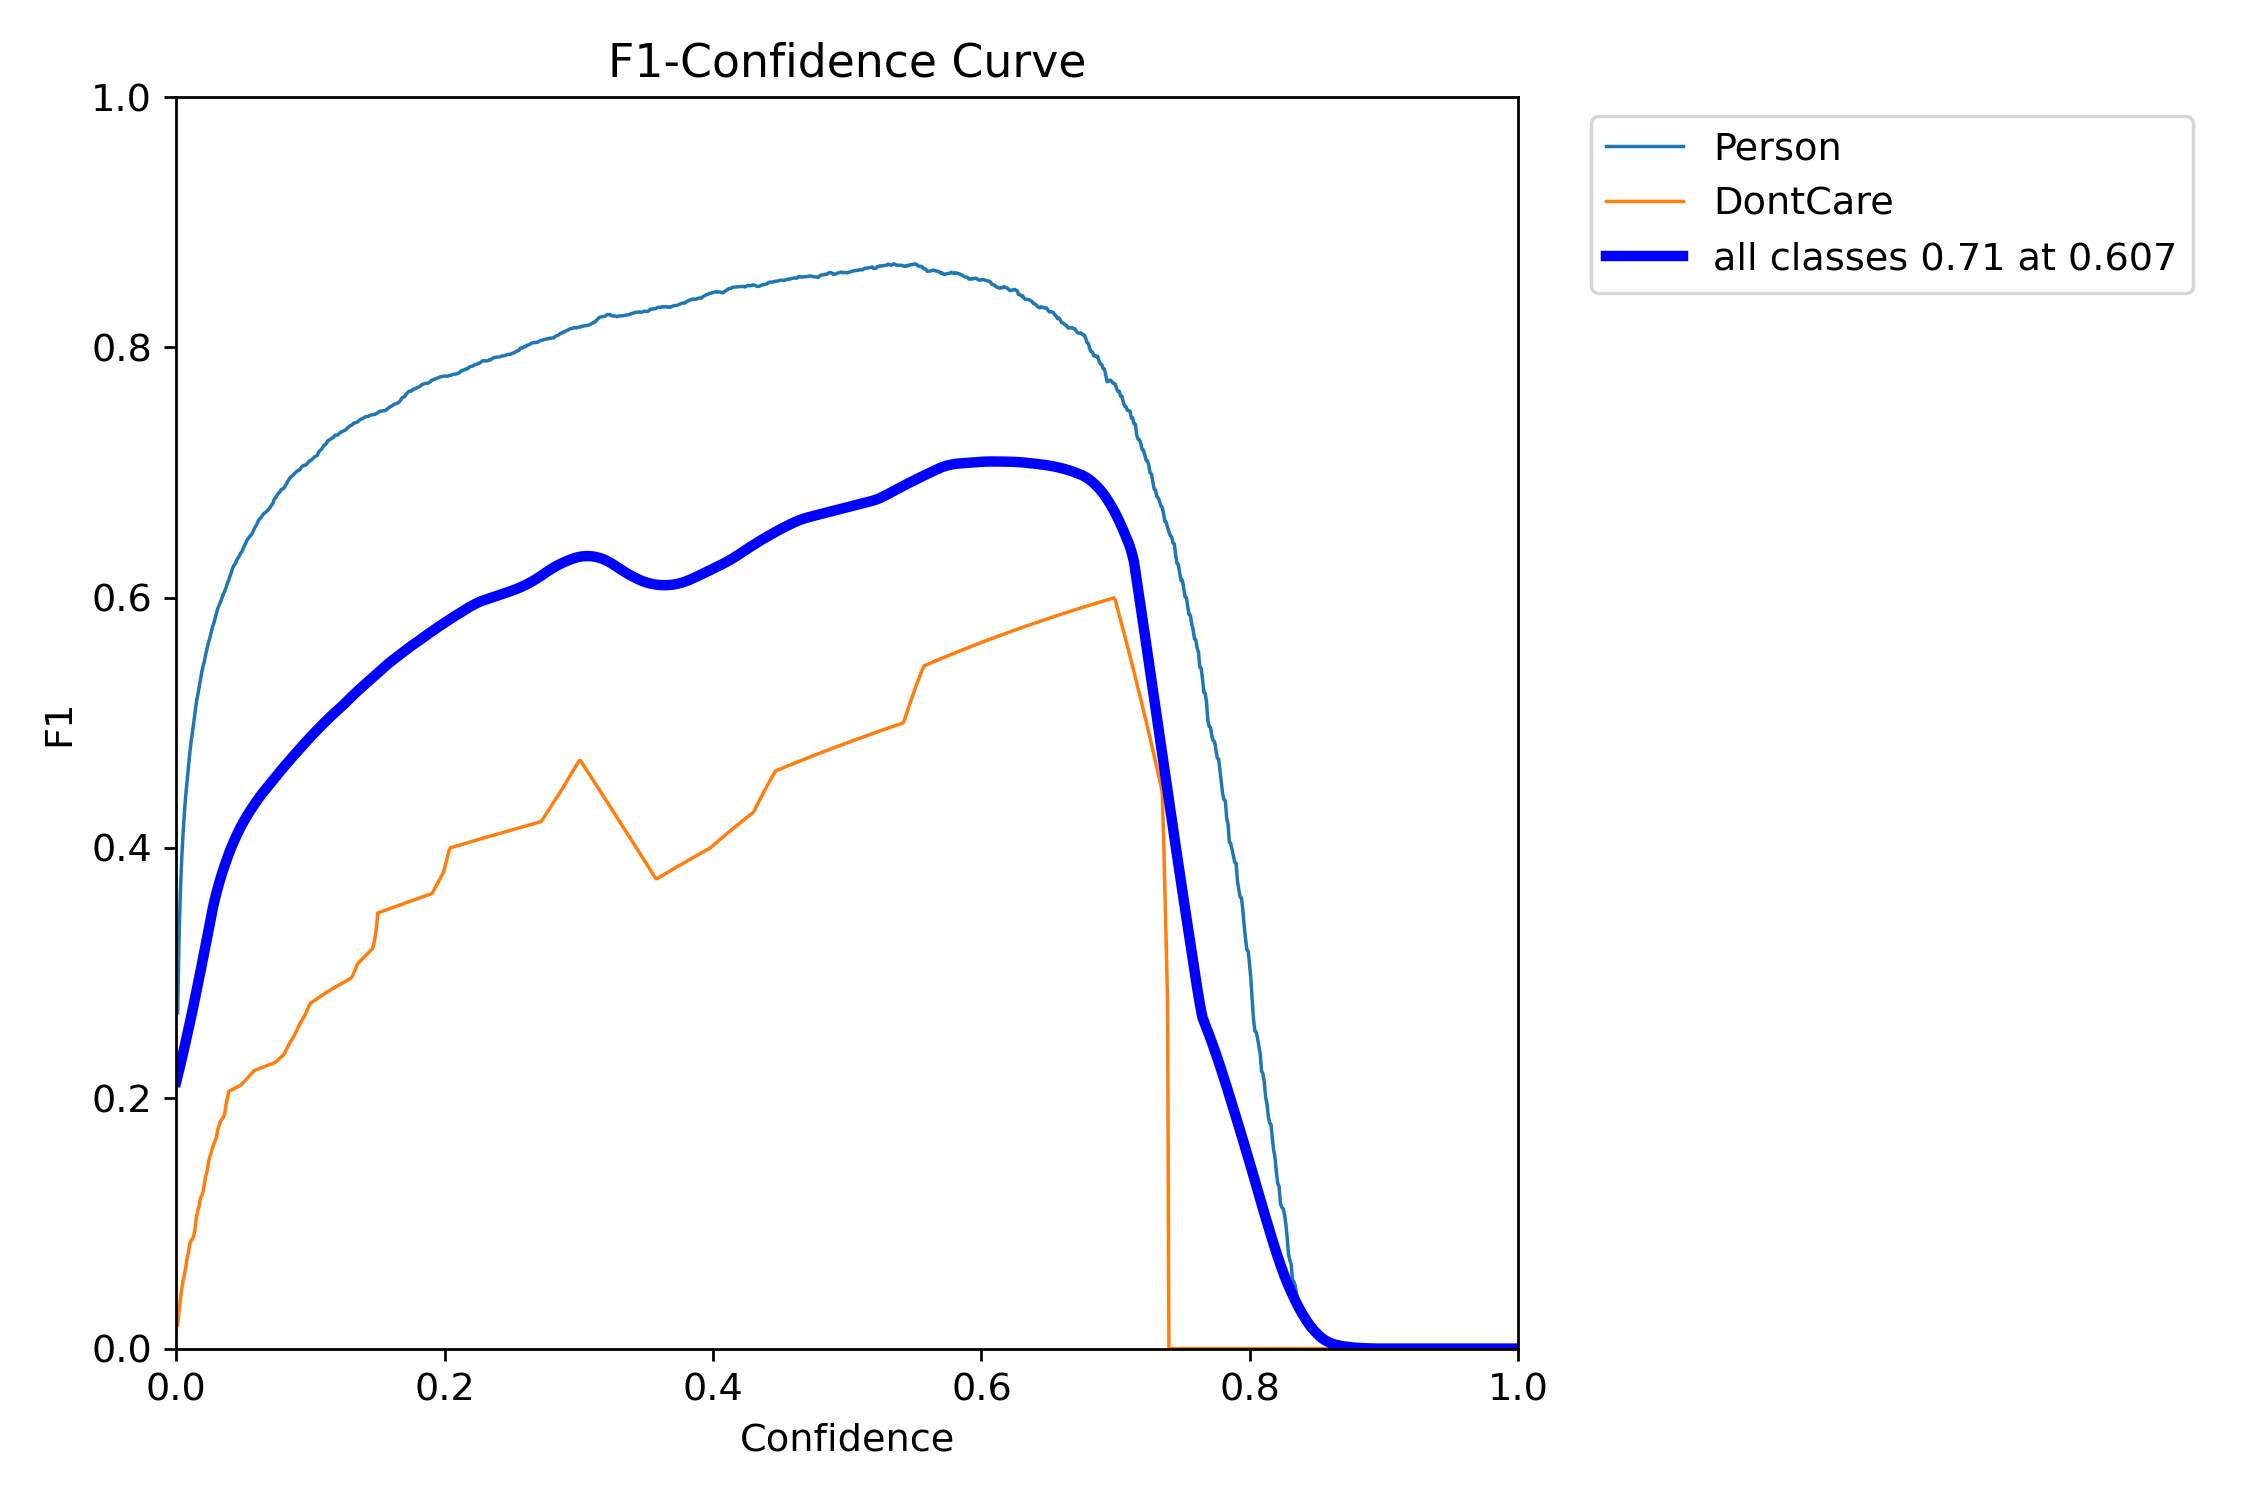 F1-Confidence Curve
1.0
0.8
0.6
0.4
0.2
0.0
F1
0.0 0.2 0.4 0.6 0.8 1.0
Confidence
Person
DontCare
all classes 0.71 at 0.607